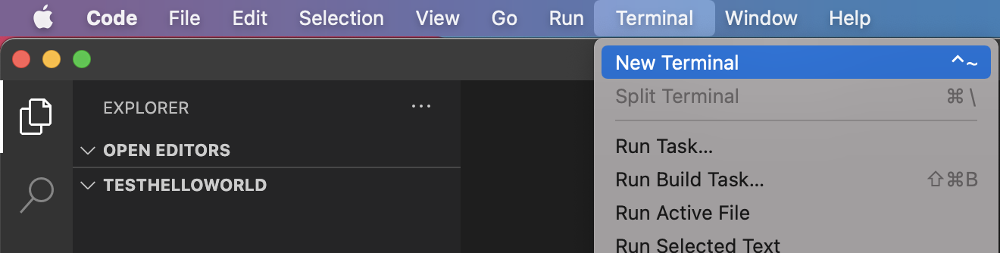 Code File Edit Selection View Go Run Terminal Window Help
New Terminal ^~
Split Terminal ⌘\
EXPLORER ...
OPEN EDITORS
Run Task...
TESTHELLOWORLD
Run Build Task... ⇧⌘B
Run Active File
Run Selected Text